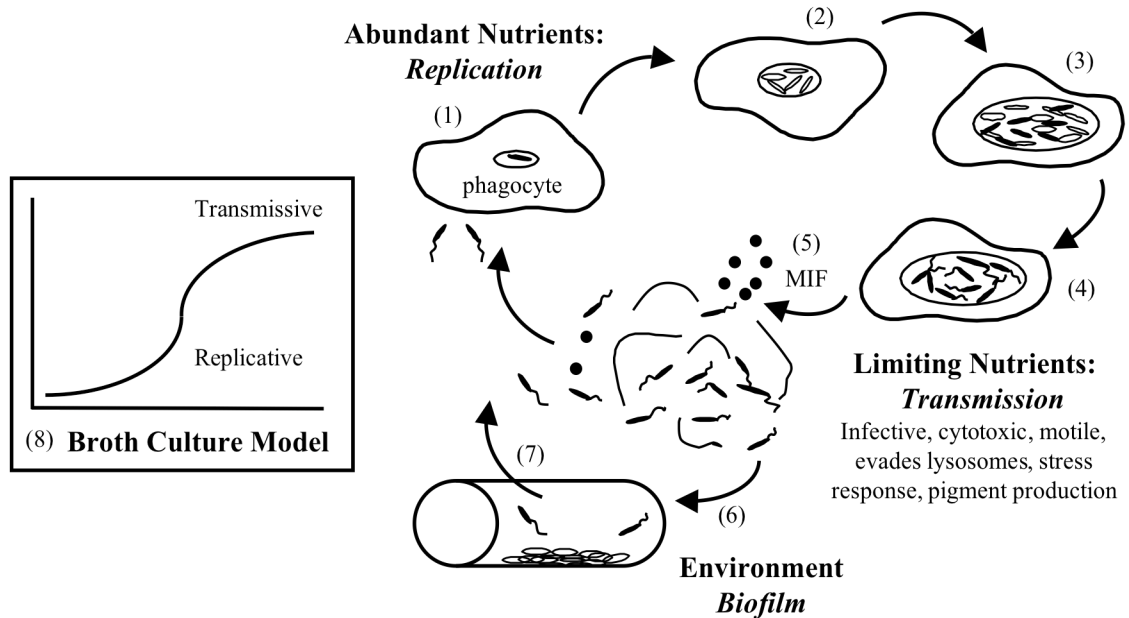 Abundant Nutrients:
Replication
(1)
phagocyte
(2)
(3)
(4)
(5)
MIF
Limiting Nutrients:
Transmission
Infective, cytotoxic, motile,
evades lysosomes, stress
response, pigment production
(6)
Environment
Biofilm
(7)
Transmissive
Replicative
(8) Broth Culture Model